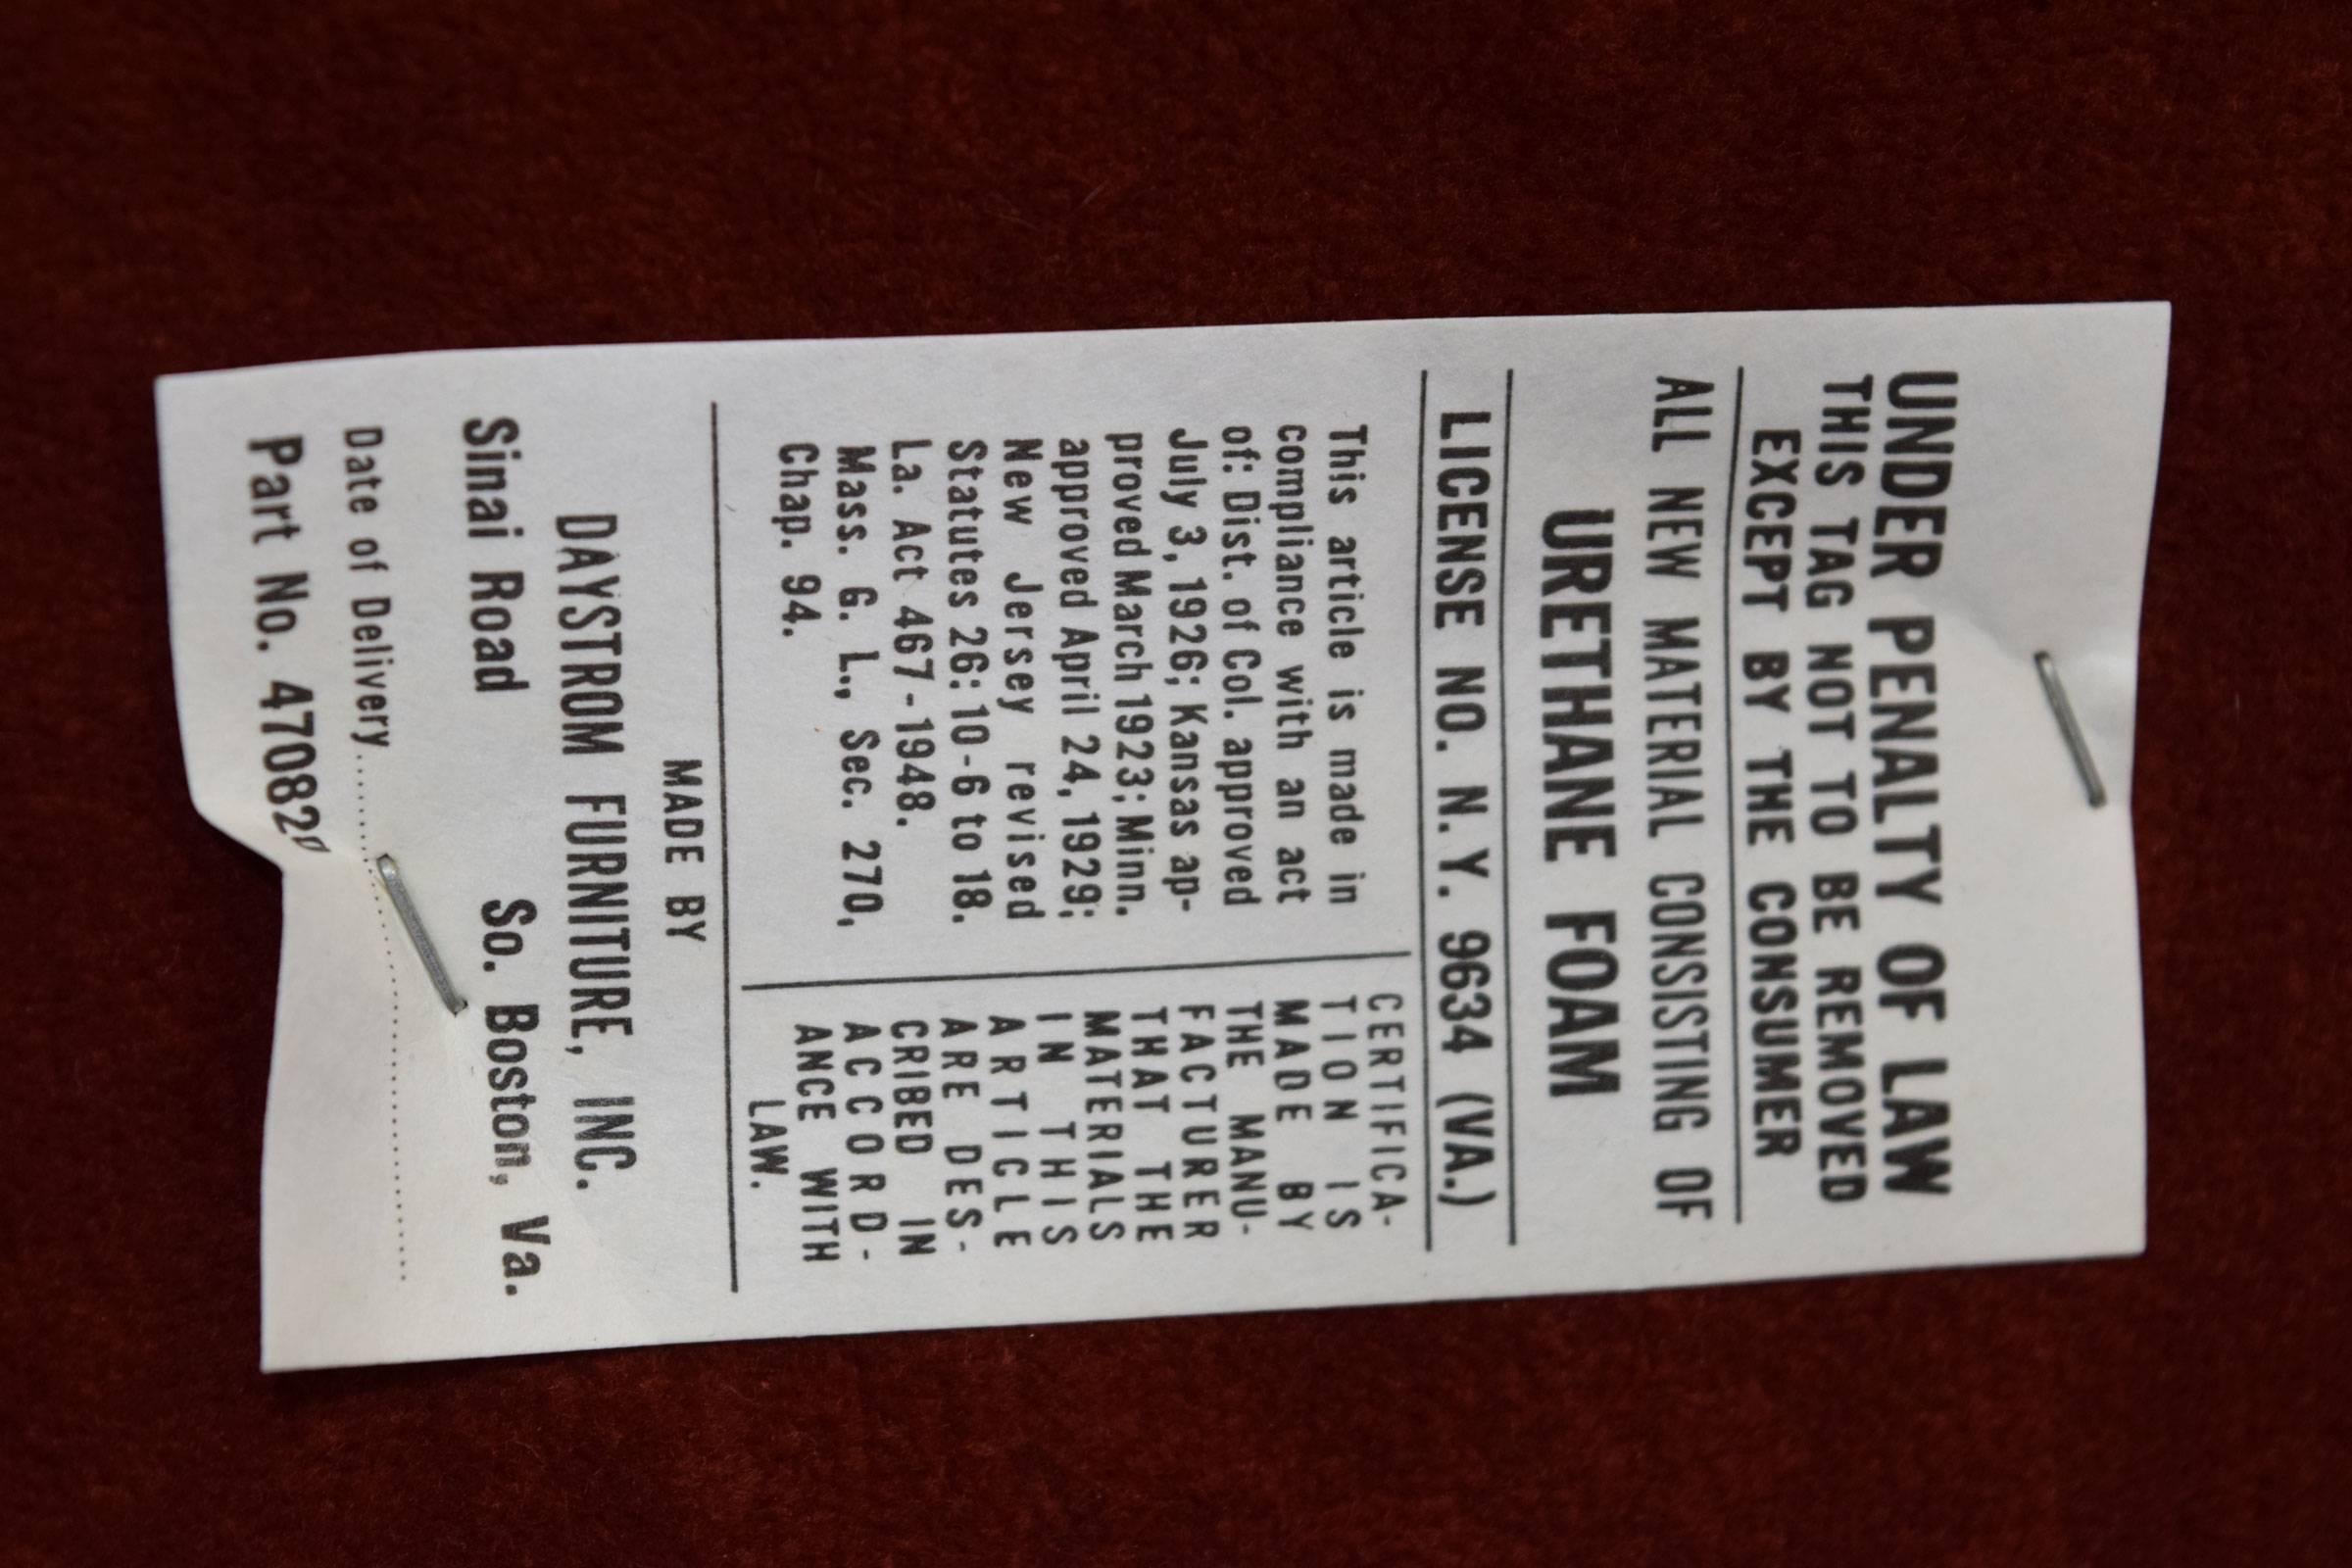 UNDER PENALTY OF LAW
THIS TAG NOT TO BE REMOVED
EXCEPT BY THE CONSUMER
ALL NEW MATERIAL CONSISTING OF
URETHANE FOAM
LICENSE NO. N.Y. 9634 (VA.)
This article is made in
compliance with an act
of: Dist. of Col. approved
July 3, 1926; Kansas ap-
proved March 1923; Minn.
approved April 24, 1929;
New Jersey revised
Statutes 26: 10-6 to 18.
La. Act 467-1948.
Mass. G. L., Sec. 270,
Chap. 94.
CERTIFICA-
TION IS
MADE BY
THE MANU-
FACTURER
THAT THE
MATERIALS
IN THIS
ARTICLE
ARE DES-
CRIBED IN
ACCORD-
ANCE WITH
LAW.
MADE BY
DAYSTROM FURNITURE, INC.
Sinai Road So. Boston, Va.
Date of Delivery
Part No. 470820